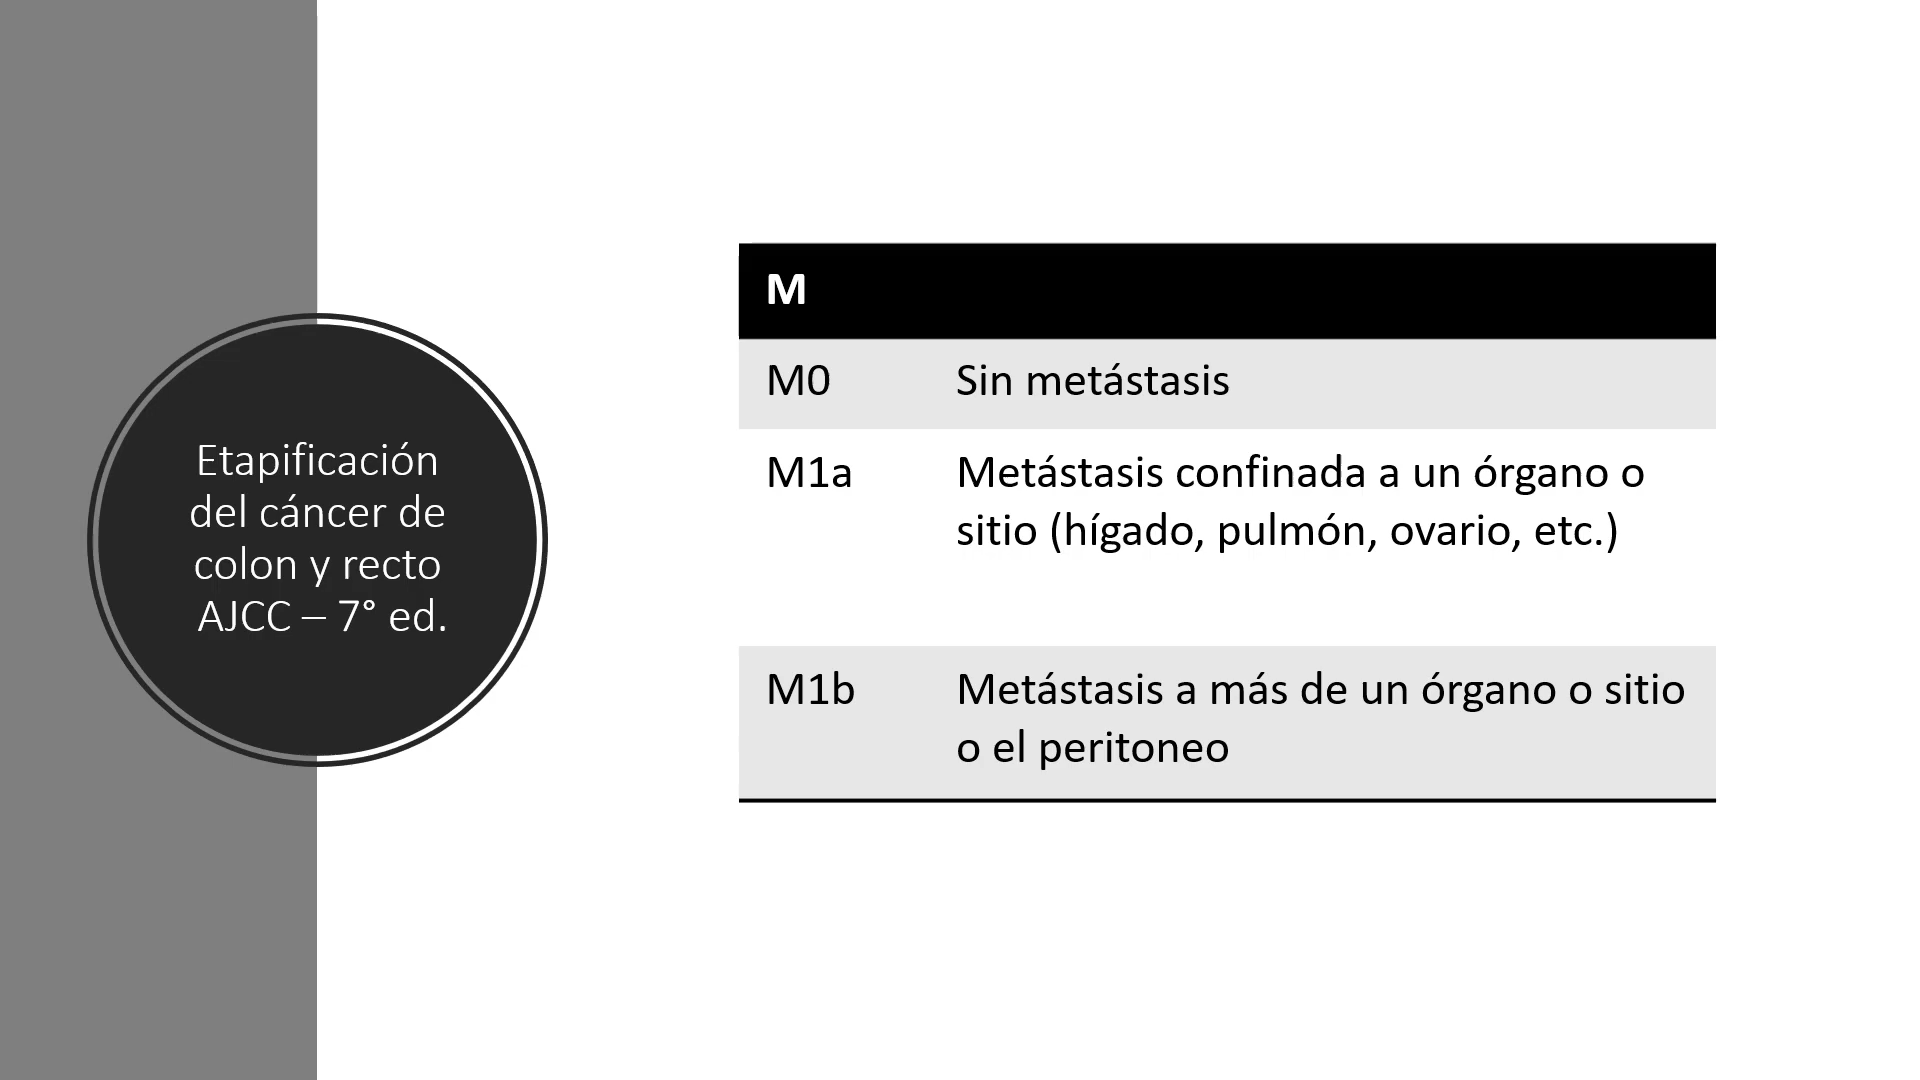 Etapificación
del cáncer de
colon y recto
AJCC – 7° ed.
M
M0 Sin metástasis
M1a Metástasis confinada a un órgano o
sitio (hígado, pulmón, ovario, etc.)
M1b Metástasis a más de un órgano o sitio
o el peritoneo